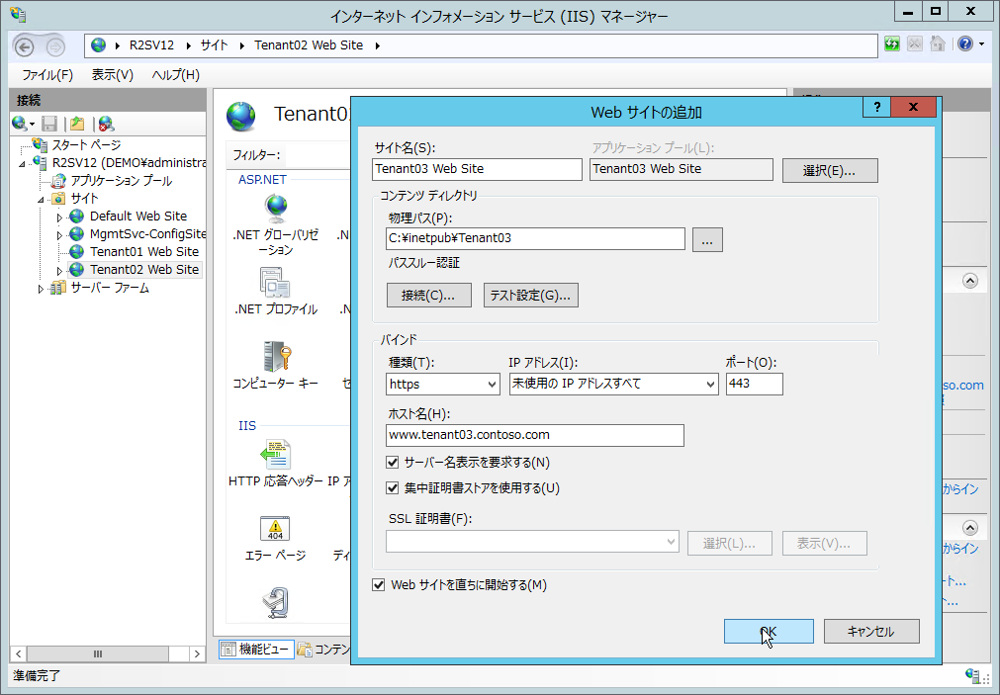 インターネット インフォメーション サービス (IIS) マネージャー
R2SV12 サイト Tenant02 Web Site
ファイル(F) 表示(V) ヘルプ(H)
接続
スタート ページ
R2SV12 (DEMO¥administra
アプリケーション プール
サイト
Default Web Site
MgmtSvc-ConfigSite
Tenant01 Web Site
Tenant02 Web Site
サーバー ファーム
Tenant0
フィルター:
ASP.NET
.NET グローバリゼ
ーション
.N
.NET プロファイル
.N
コンピューター キー
セ
IIS
HTTP 応答ヘッダー IP ア
404
エラー ページ
ディ
機能ビュー
コンテン
準備完了
Web サイトの追加
?
サイト名(S):
アプリケーション プール(L):
Tenant03 Web Site
Tenant03 Web Site
選択(E)...
コンテンツ ディレクトリ
物理パス(P):
C:¥inetpub¥Tenant03
...
パススルー認証
接続(C)...
テスト設定(G)...
バインド
種類(T):
IP アドレス(I):
ポート(O):
https
未使用の IP アドレスすべて
443
ホスト名(H):
www.tenant03.contoso.com
サーバー名表示を要求する(N)
集中証明書ストアを使用する(U)
SSL 証明書(F):
選択(L)...
表示(V)...
Web サイトを直ちに開始する(M)
OK
キャンセル
so.com
からイン
からイン
ート...
...